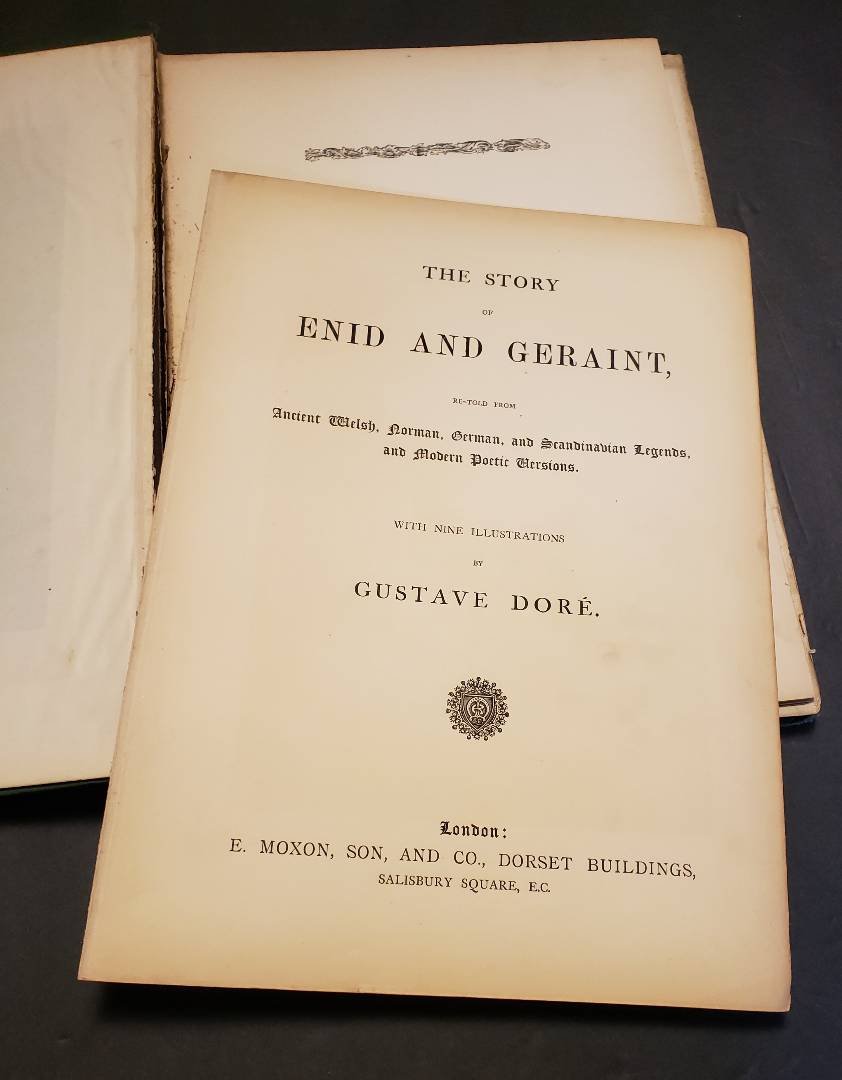 THE STORY
OF
ENID AND GERAINT,
RE-TOLD FROM
Ancient Welsh, Norman, German, and Scandinavian Legends,
and Modern Poetic Versions.
WITH NINE ILLUSTRATIONS
BY
GUSTAVE DORÉ.
London:
E. MOXON, SON, AND CO., DORSET BUILDINGS,
SALISBURY SQUARE, E.C.